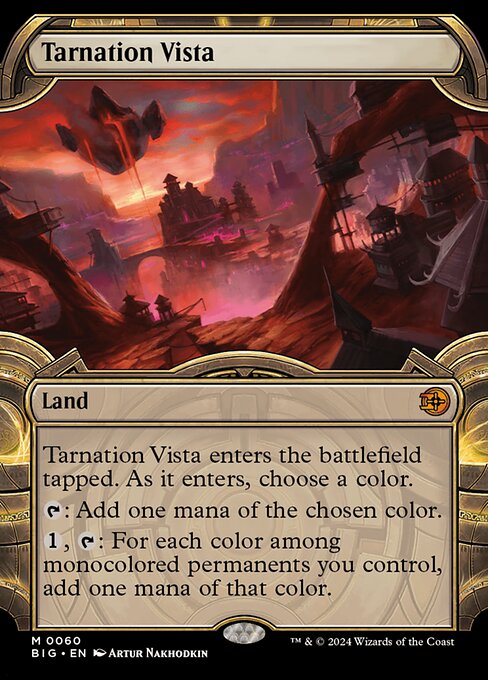 Tarnation Vista
Land
Tarnation Vista enters the battlefield
tapped. As it enters, choose a color.
: Add one mana of the chosen color.
1, : For each color among
monocolored permanents you control,
add one mana of that color.
M 0060
™ & © 2024 Wizards of the Coast
BIG • EN Artur Nakhodkin